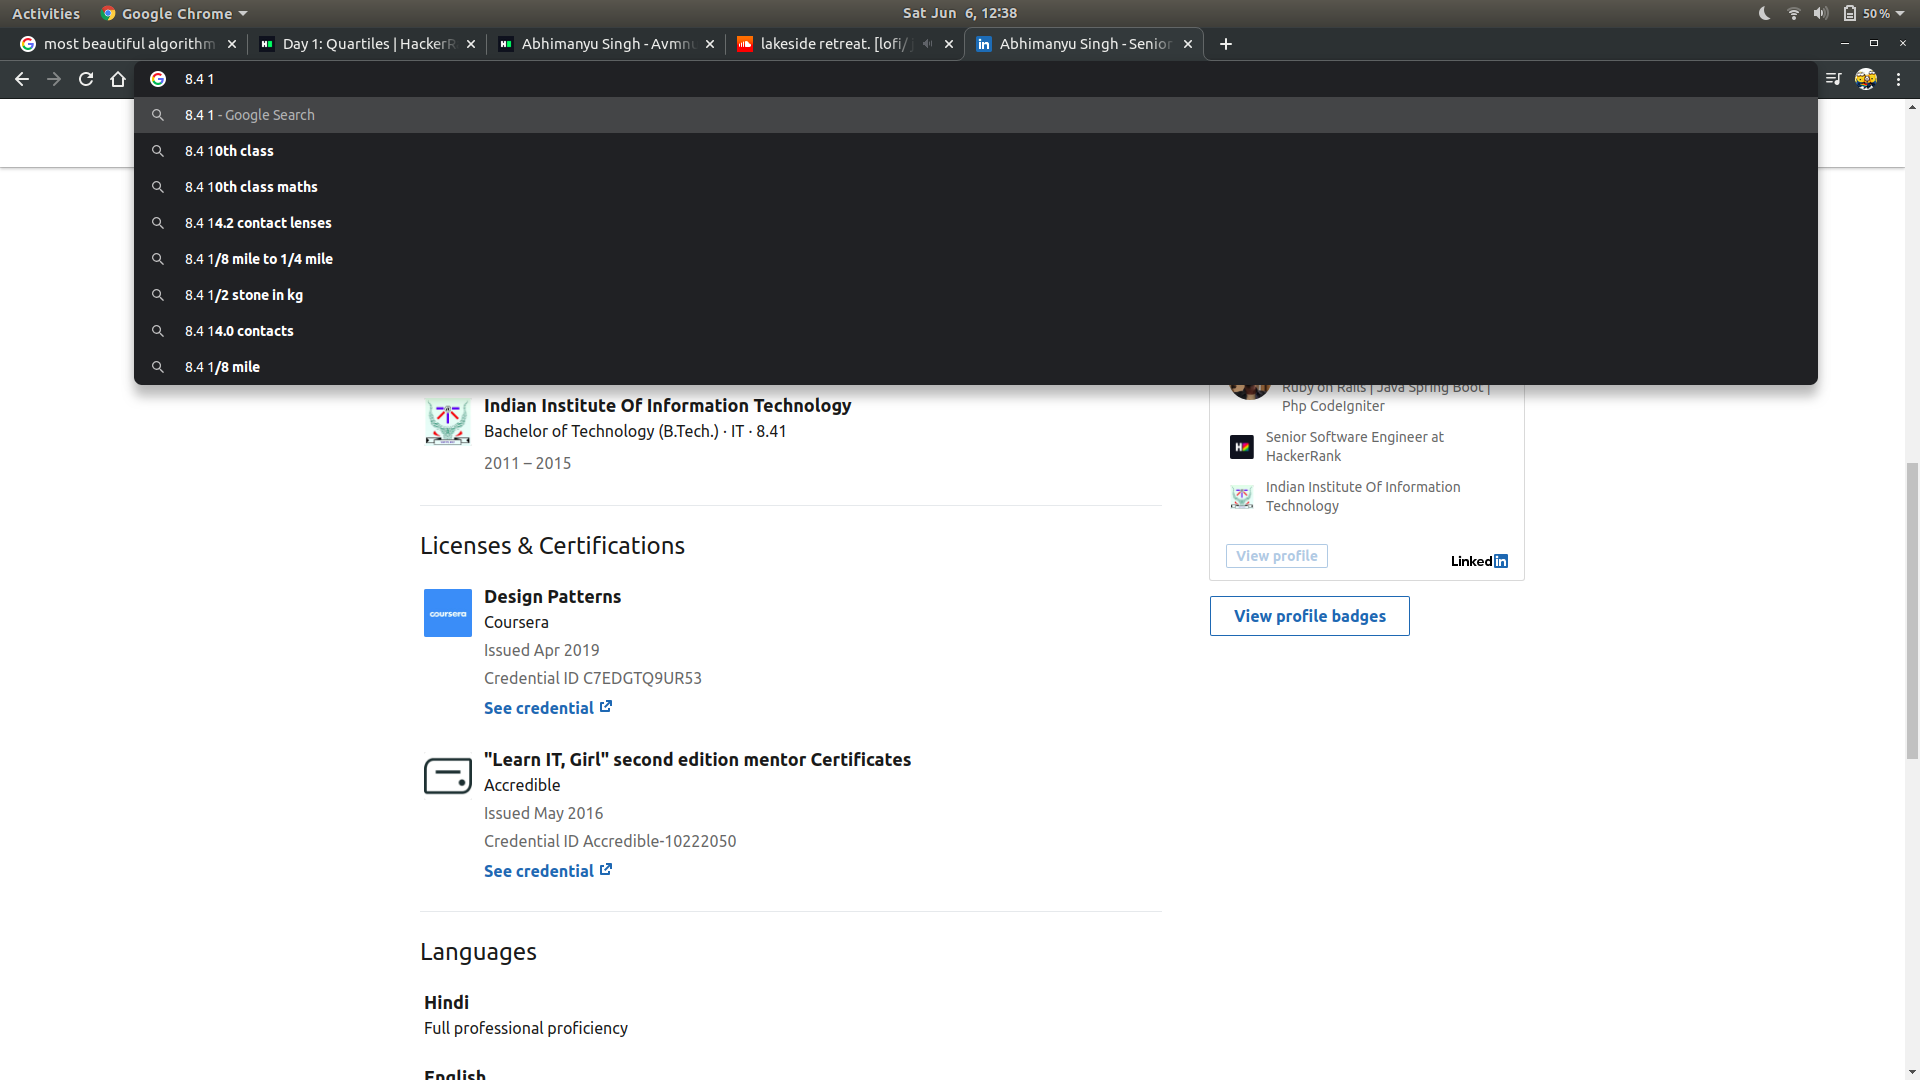 Activities
Google Chrome
Sat Jun 6, 12:38
50 %
most beautiful algorithm
Day 1: Quartiles | HackerR
Abhimanyu Singh - Avmn
lakeside retreat. [lofi/
Abhimanyu Singh - Senior
8.4 1
8.4 1 - Google Search
8.4 10th class
8.4 10th class maths
8.4 14.2 contact lenses
8.4 1/8 mile to 1/4 mile
8.4 1/2 stone in kg
8.4 14.0 contacts
8.4 1/8 mile
Indian Institute Of Information Technology
Bachelor of Technology (B.Tech.) · IT · 8.41
2011 – 2015
Licenses & Certifications
coursera
Design Patterns
Coursera
Issued Apr 2019
Credential ID C7EDGTQ9UR53
See credential
"Learn IT, Girl" second edition mentor Certificates
Accredible
Issued May 2016
Credential ID Accredible-10222050
See credential
Languages
Hindi
Full professional proficiency
English
Ruby on Rails | Java Spring Boot |
Php CodeIgniter
Senior Software Engineer at
HackerRank
Indian Institute Of Information
Technology
View profile
Linked in
View profile badges